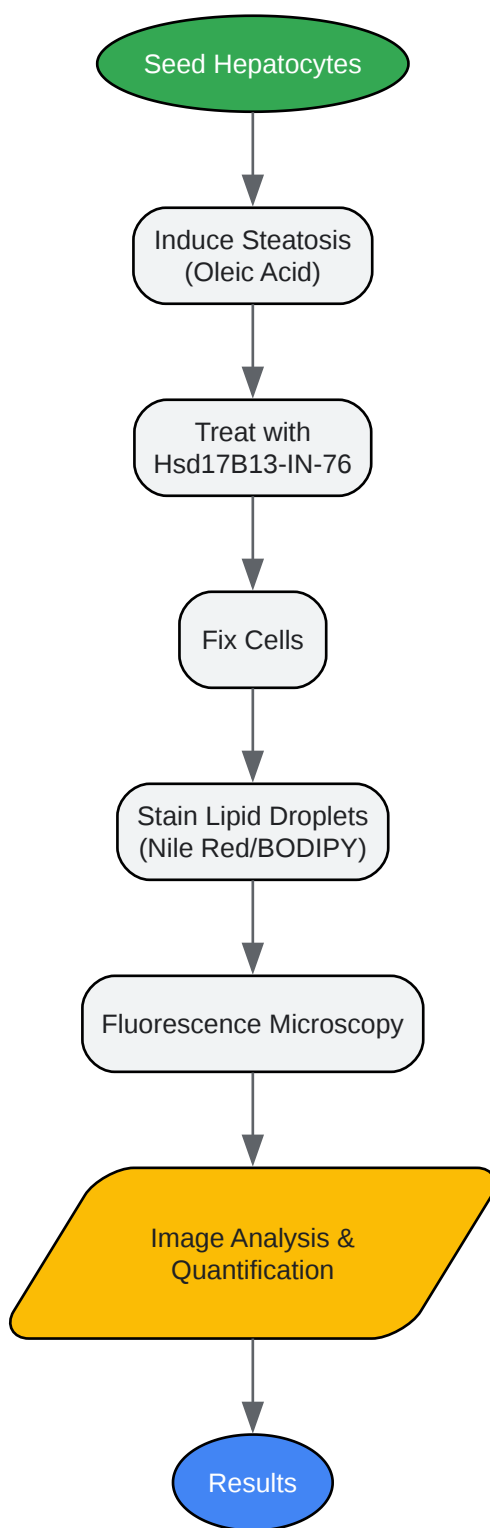 Seed Hepatocytes
Induce Steatosis
(Oleic Acid)
Treat with
Hsd17B13-IN-76
Fix Cells
Stain Lipid Droplets
(Nile Red/BODIPY)
Fluorescence Microscopy
Image Analysis &
Quantification
Results